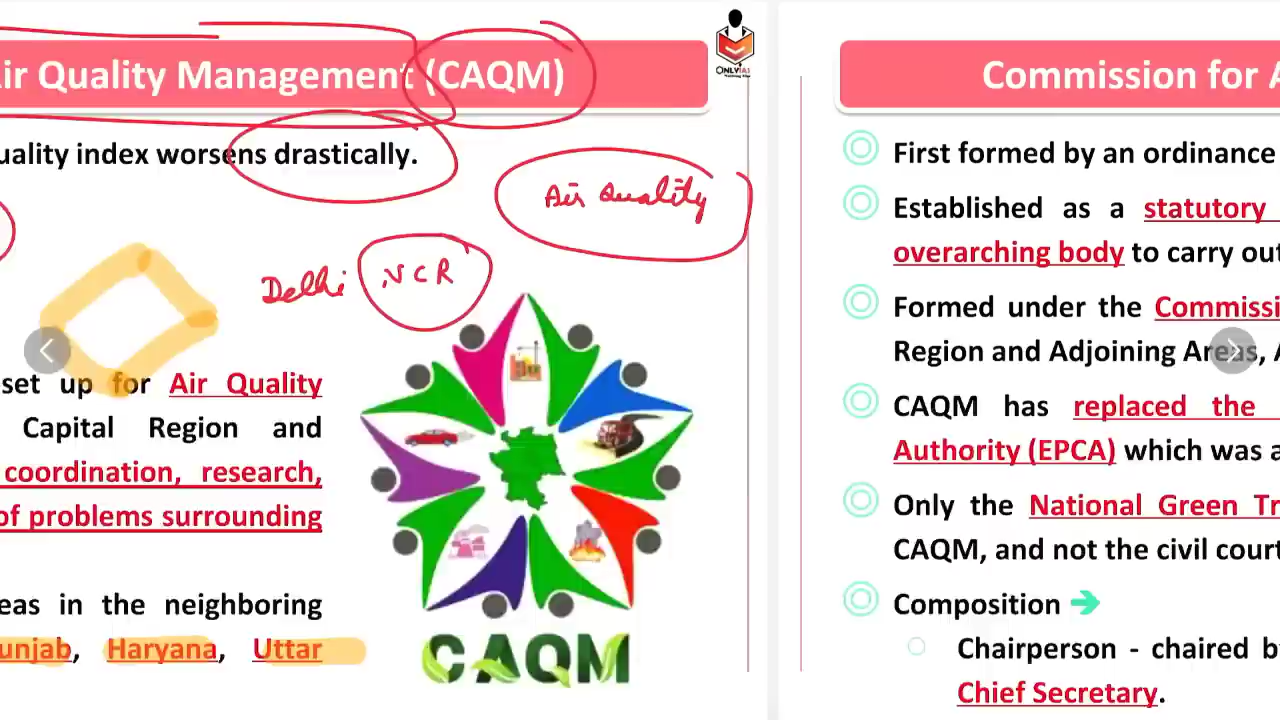 ir Quality Management (CAQM)
uality index worsens drastically.
Air Quality
Delhi NCR
set up for Air Quality
Capital Region and
coordination, research,
of problems surrounding
eas in the neighboring
unjab, Haryana, Uttar
CAQM
ONLYIAS
Commission for A
First formed by an ordinance
Established as a statutory
overarching body to carry out
Formed under the Commissi
Region and Adjoining Areas, A
CAQM has replaced the
Authority (EPCA) which was a
Only the National Green Tr
CAQM, and not the civil court
Composition
Chairperson - chaired by
Chief Secretary.